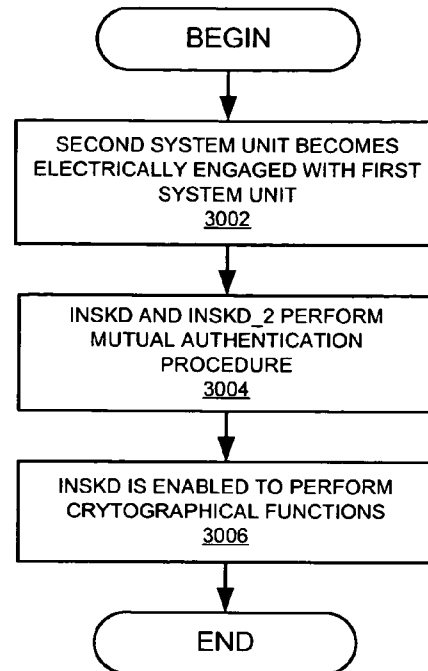 BEGIN
SECOND SYSTEM UNIT BECOMES
ELECTRICALLY ENGAGED WITH FIRST
SYSTEM UNIT
3002
INSKD AND INSKD_2 PERFORM
MUTUAL AUTHENTICATION
PROCEDURE
3004
INSKD IS ENABLED TO PERFORM
CRYTOGRAPHICAL FUNCTIONS
3006
END